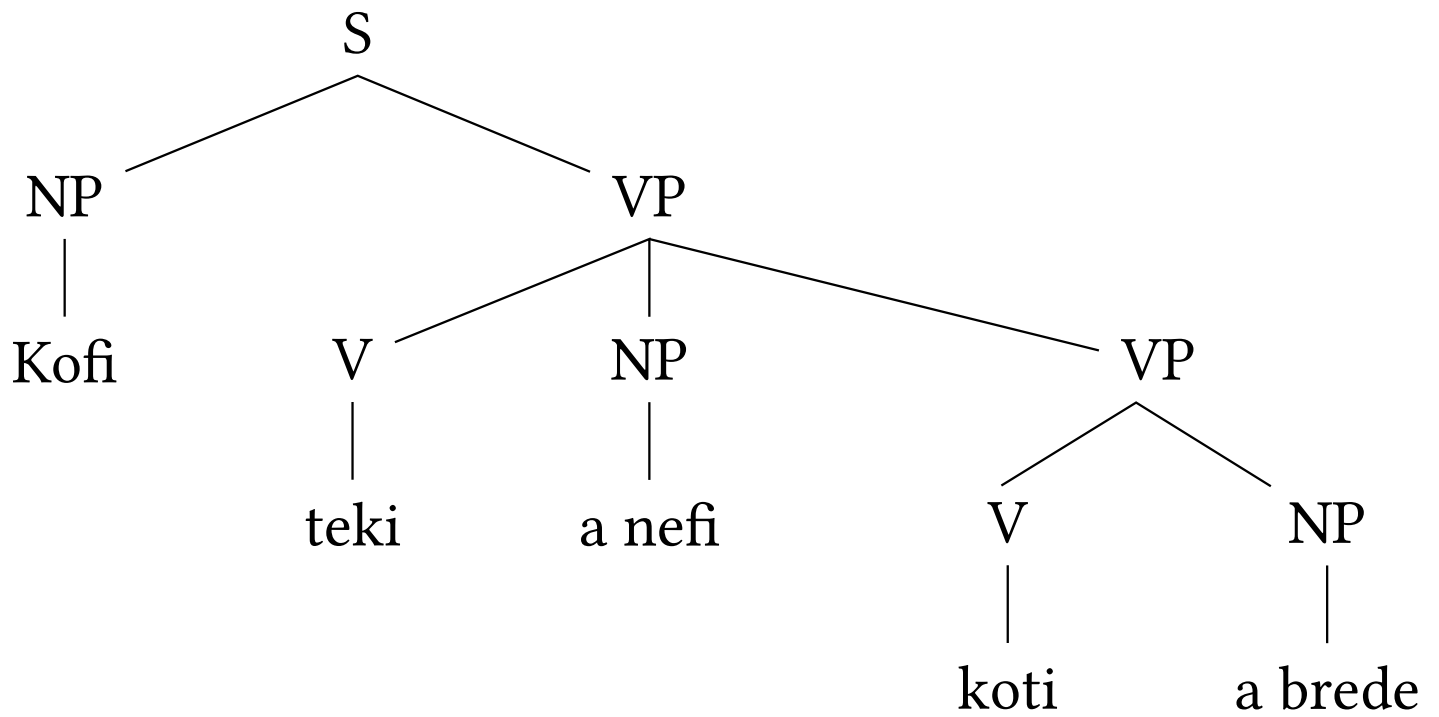 S
NP VP
Kofi V NP VP
teki a nefi V NP
koti a brede